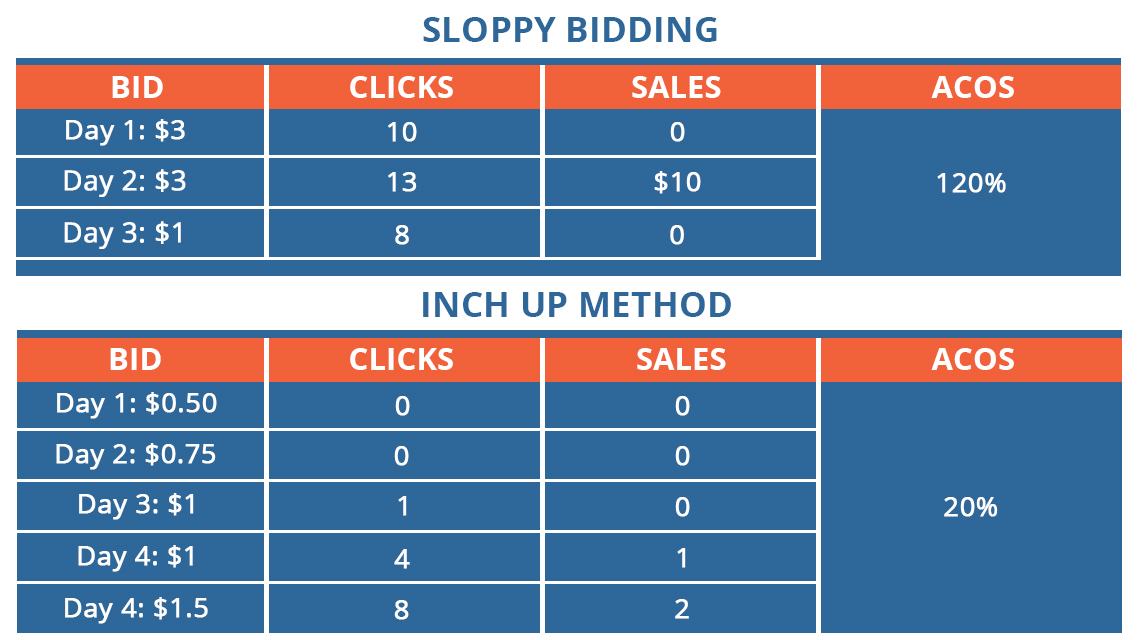 SLOPPY BIDDING
BID CLICKS SALES ACOS
Day 1: $3 10 0
Day 2: $3 13 $10 120%
Day 3: $1 8 0
INCH UP METHOD
BID CLICKS SALES ACOS
Day 1: $0.50 0 0
Day 2: $0.75 0 0
Day 3: $1 1 0 20%
Day 4: $1 4 1
Day 4: $1.5 8 2